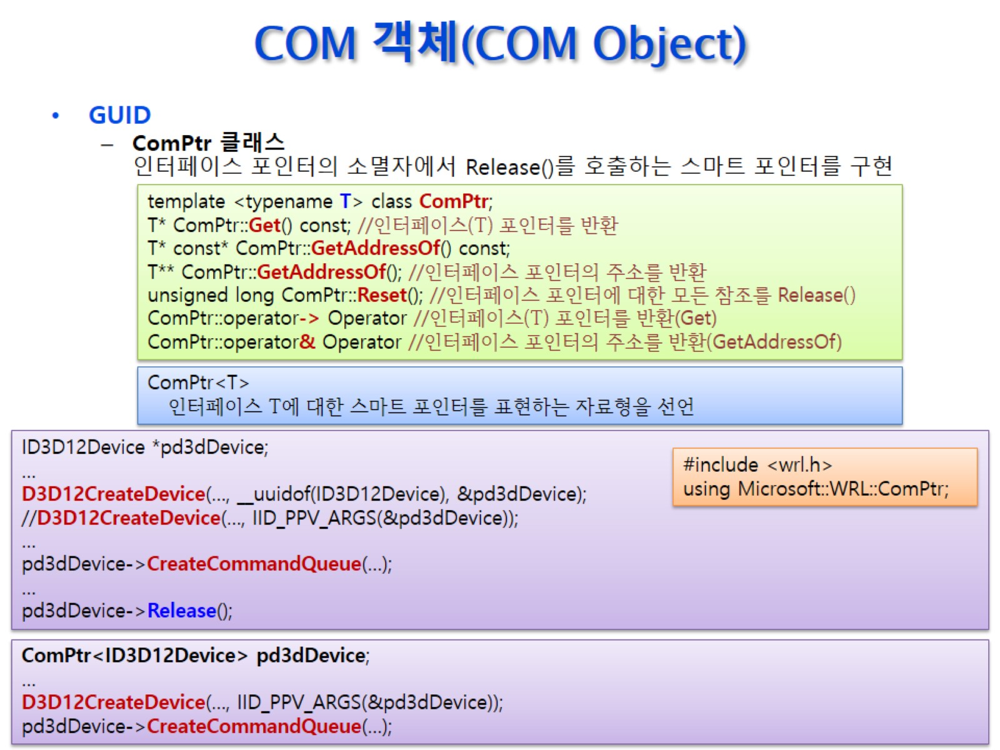 COM 객체(COM Object)
• GUID
– ComPtr 클래스
인터페이스 포인터의 소멸자에서 Release()를 호출하는 스마트 포인터를 구현
template <typename T> class ComPtr;
T* ComPtr::Get() const; //인터페이스(T) 포인터를 반환
T* const* ComPtr::GetAddressOf() const;
T** ComPtr::GetAddressOf(); //인터페이스 포인터의 주소를 반환
unsigned long ComPtr::Reset(); //인터페이스 포인터에 대한 모든 참조를 Release()
ComPtr::operator-> Operator //인터페이스(T) 포인터를 반환(Get)
ComPtr::operator& Operator //인터페이스 포인터의 주소를 반환(GetAddressOf)
ComPtr<T>
인터페이스 T에 대한 스마트 포인터를 표현하는 자료형을 선언
ID3D12Device *pd3dDevice;
...
D3D12CreateDevice(..., __uuidof(ID3D12Device), &pd3dDevice);
//D3D12CreateDevice(..., IID_PPV_ARGS(&pd3dDevice));
...
pd3dDevice->CreateCommandQueue(...);
...
pd3dDevice->Release();
#include <wrl.h>
using Microsoft::WRL::ComPtr;
ComPtr<ID3D12Device> pd3dDevice;
...
D3D12CreateDevice(..., IID_PPV_ARGS(&pd3dDevice));
pd3dDevice->CreateCommandQueue(...);